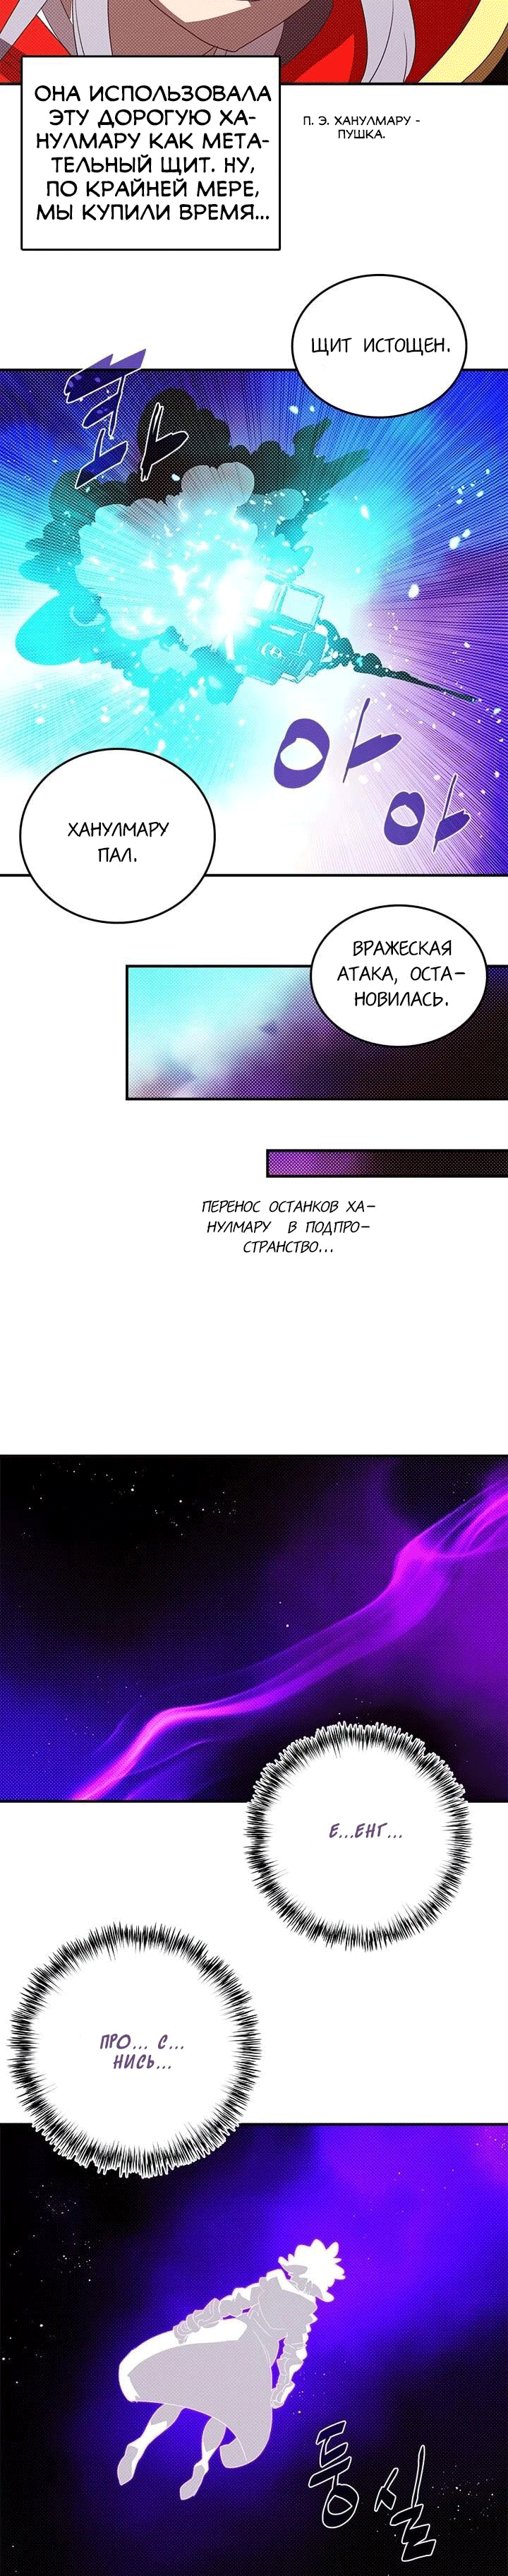 ОНА ИСПОЛЬЗОВАЛА
ЭТУ ДОРОГУЮ ХА-
НУЛМАРУ КАК МЕТА-
ТЕЛЬНЫЙ ЩИТ. НУ,
ПО КРАЙНЕЙ МЕРЕ,
МЫ КУПИЛИ ВРЕМЯ...
П. Э. ХАНУЛМАРУ -
ПУШКА.
ЩИТ ИСТОЩЕН.
콰
아
아
ХАНУЛМАРУ
ПАЛ.
ВРАЖЕСКАЯ
АТАКА, ОСТА-
НОВИЛАСЬ.
ПЕРЕНОС ОСТАНКОВ ХА-
НУЛМАРУ В ПОДПРО-
СТРАНСТВО...
Е...ЕНГ...
ПРО... С...
НИСЬ...
둥실